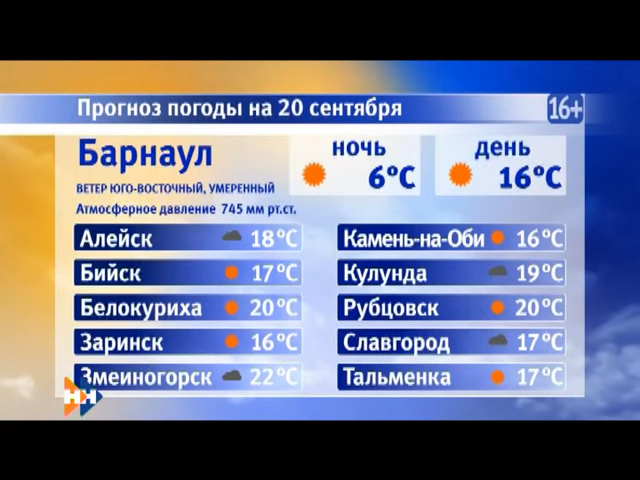 Прогноз погоды на 20 сентября 16+
Барнаул
ночь 6°C
день 16°C
ВЕТЕР ЮГО-ВОСТОЧНЫЙ, УМЕРЕННЫЙ
Атмосферное давление 745 мм рт.ст.
Алейск 18°C
Бийск 17°C
Белокуриха 20°C
Заринск 16°C
Змеиногорск 22°C
Камень-на-Оби 16°C
Кулунда 19°C
Рубцовск 20°C
Славгород 17°C
Тальменка 17°C
НН